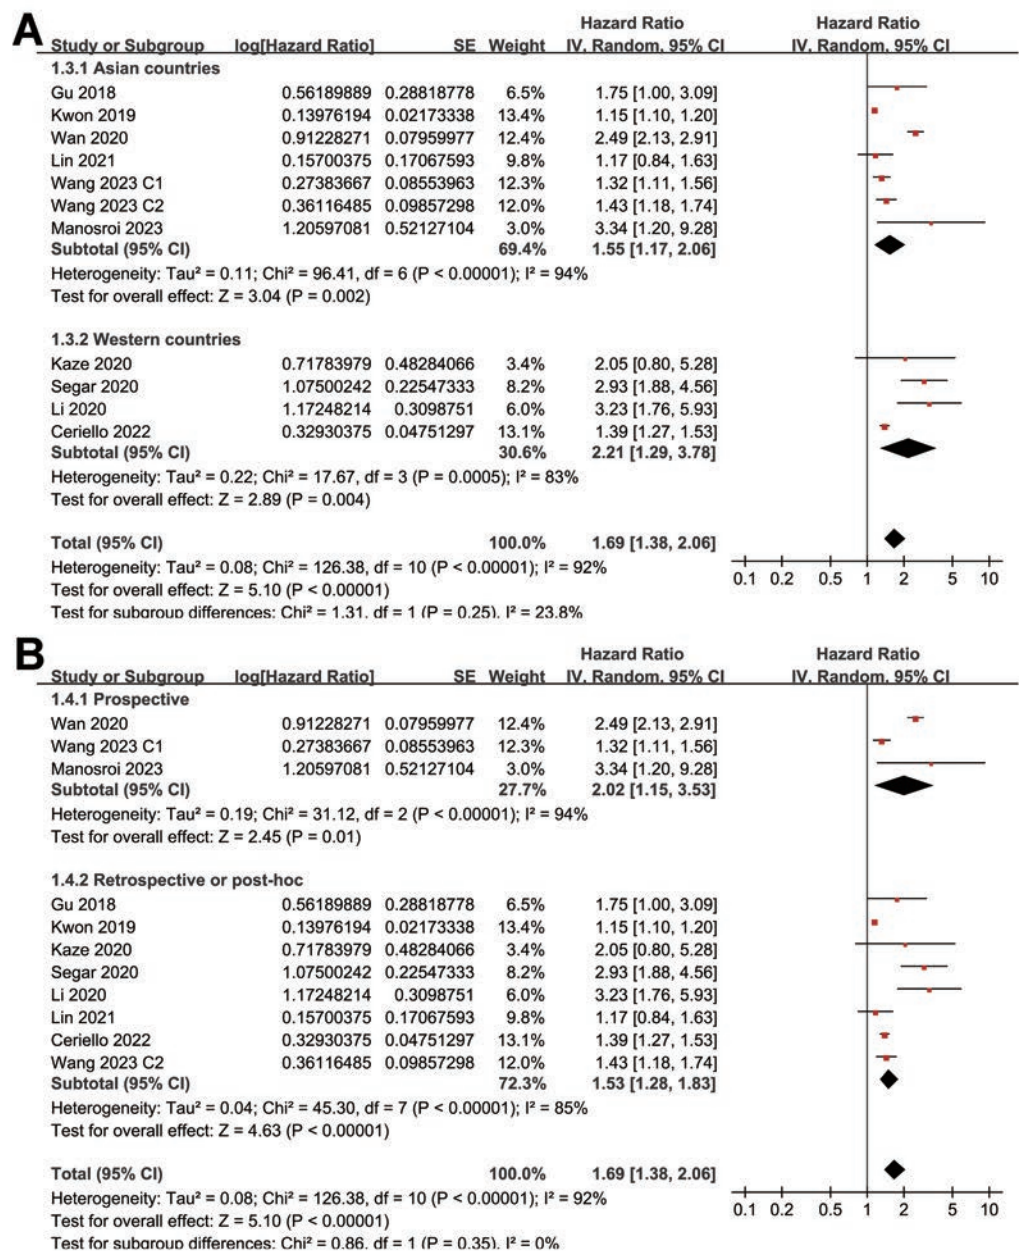 A
Hazard Ratio Hazard Ratio
Study or Subgroup log[Hazard Ratio] SE Weight IV, Random, 95% CI IV, Random, 95% CI
1.3.1 Asian countries
Gu 2018 0.56189889 0.28818778 6.5% 1.75 [1.00, 3.09]
Kwon 2019 0.13976194 0.02173338 13.4% 1.15 [1.10, 1.20]
Wan 2020 0.91228271 0.07959977 12.4% 2.49 [2.13, 2.91]
Lin 2021 0.15700375 0.17067593 9.8% 1.17 [0.84, 1.63]
Wang 2023 C1 0.27383667 0.08553963 12.3% 1.32 [1.11, 1.56]
Wang 2023 C2 0.36116485 0.09857298 12.0% 1.43 [1.18, 1.74]
Manosroi 2023 1.20597081 0.52127104 3.0% 3.34 [1.20, 9.28]
Subtotal (95% CI) 69.4% 1.55 [1.17, 2.06]
Heterogeneity: Tau² = 0.11; Chi² = 96.41, df = 6 (P < 0.00001); I² = 94%
Test for overall effect: Z = 3.04 (P = 0.002)
1.3.2 Western countries
Kaze 2020 0.71783979 0.48284066 3.4% 2.05 [0.80, 5.28]
Segar 2020 1.07500242 0.22547333 8.2% 2.93 [1.88, 4.56]
Li 2020 1.17248214 0.3098751 6.0% 3.23 [1.76, 5.93]
Ceriello 2022 0.32930375 0.04751297 13.1% 1.39 [1.27, 1.53]
Subtotal (95% CI) 30.6% 2.21 [1.29, 3.78]
Heterogeneity: Tau² = 0.22; Chi² = 17.67, df = 3 (P = 0.0005); I² = 83%
Test for overall effect: Z = 2.89 (P = 0.004)
Total (95% CI) 100.0% 1.69 [1.38, 2.06]
Heterogeneity: Tau² = 0.08; Chi² = 126.38, df = 10 (P < 0.00001); I² = 92%
Test for overall effect: Z = 5.10 (P < 0.00001)
0.1 0.2 0.5 1 2 5 10
Test for subgroup differences: Chi² = 1.31, df = 1 (P = 0.25), I² = 23.8%
B
Hazard Ratio Hazard Ratio
Study or Subgroup log[Hazard Ratio] SE Weight IV, Random, 95% CI IV, Random, 95% CI
1.4.1 Prospective
Wan 2020 0.91228271 0.07959977 12.4% 2.49 [2.13, 2.91]
Wang 2023 C1 0.27383667 0.08553963 12.3% 1.32 [1.11, 1.56]
Manosroi 2023 1.20597081 0.52127104 3.0% 3.34 [1.20, 9.28]
Subtotal (95% CI) 27.7% 2.02 [1.15, 3.53]
Heterogeneity: Tau² = 0.19; Chi² = 31.12, df = 2 (P < 0.00001); I² = 94%
Test for overall effect: Z = 2.45 (P = 0.01)
1.4.2 Retrospective or post-hoc
Gu 2018 0.56189889 0.28818778 6.5% 1.75 [1.00, 3.09]
Kwon 2019 0.13976194 0.02173338 13.4% 1.15 [1.10, 1.20]
Kaze 2020 0.71783979 0.48284066 3.4% 2.05 [0.80, 5.28]
Segar 2020 1.07500242 0.22547333 8.2% 2.93 [1.88, 4.56]
Li 2020 1.17248214 0.3098751 6.0% 3.23 [1.76, 5.93]
Lin 2021 0.15700375 0.17067593 9.8% 1.17 [0.84, 1.63]
Ceriello 2022 0.32930375 0.04751297 13.1% 1.39 [1.27, 1.53]
Wang 2023 C2 0.36116485 0.09857298 12.0% 1.43 [1.18, 1.74]
Subtotal (95% CI) 72.3% 1.53 [1.28, 1.83]
Heterogeneity: Tau² = 0.04; Chi² = 45.30, df = 7 (P < 0.00001); I² = 85%
Test for overall effect: Z = 4.63 (P < 0.00001)
Total (95% CI) 100.0% 1.69 [1.38, 2.06]
Heterogeneity: Tau² = 0.08; Chi² = 126.38, df = 10 (P < 0.00001); I² = 92%
0.1 0.2 0.5 1 2 5 10
Test for overall effect: Z = 5.10 (P < 0.00001)
Test for subgroup differences: Chi² = 0.86, df = 1 (P = 0.35), I² = 0%